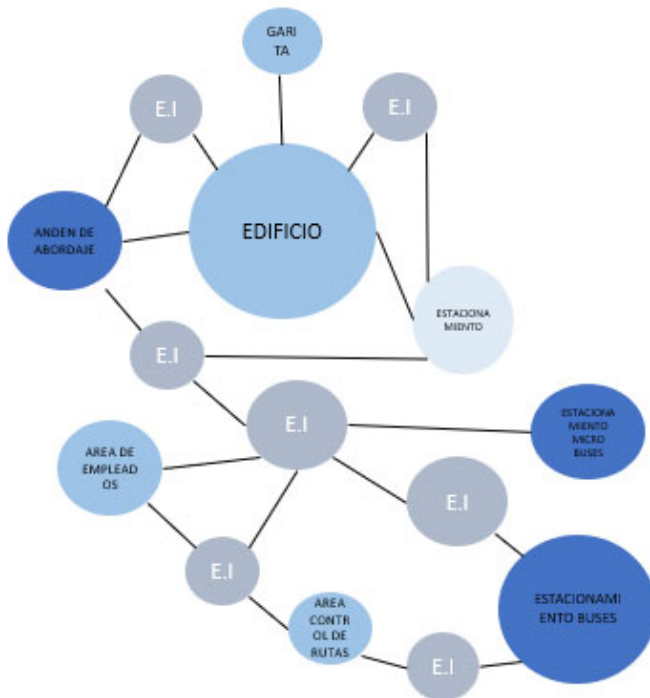 GARI
TA
E.I
E.I
EDIFICIO
ANDEN DE
ABORDAJE
ESTACIONA
MIENTO
E.I
E.I
ESTACIONA
MIENTO
MICRO
BUSES
AREA DE
EMPLEAD
OS
E.I
E.I
ESTACIONAMI
ENTO BUSES
AREA
CONTR
OL DE
RUTAS
E.I